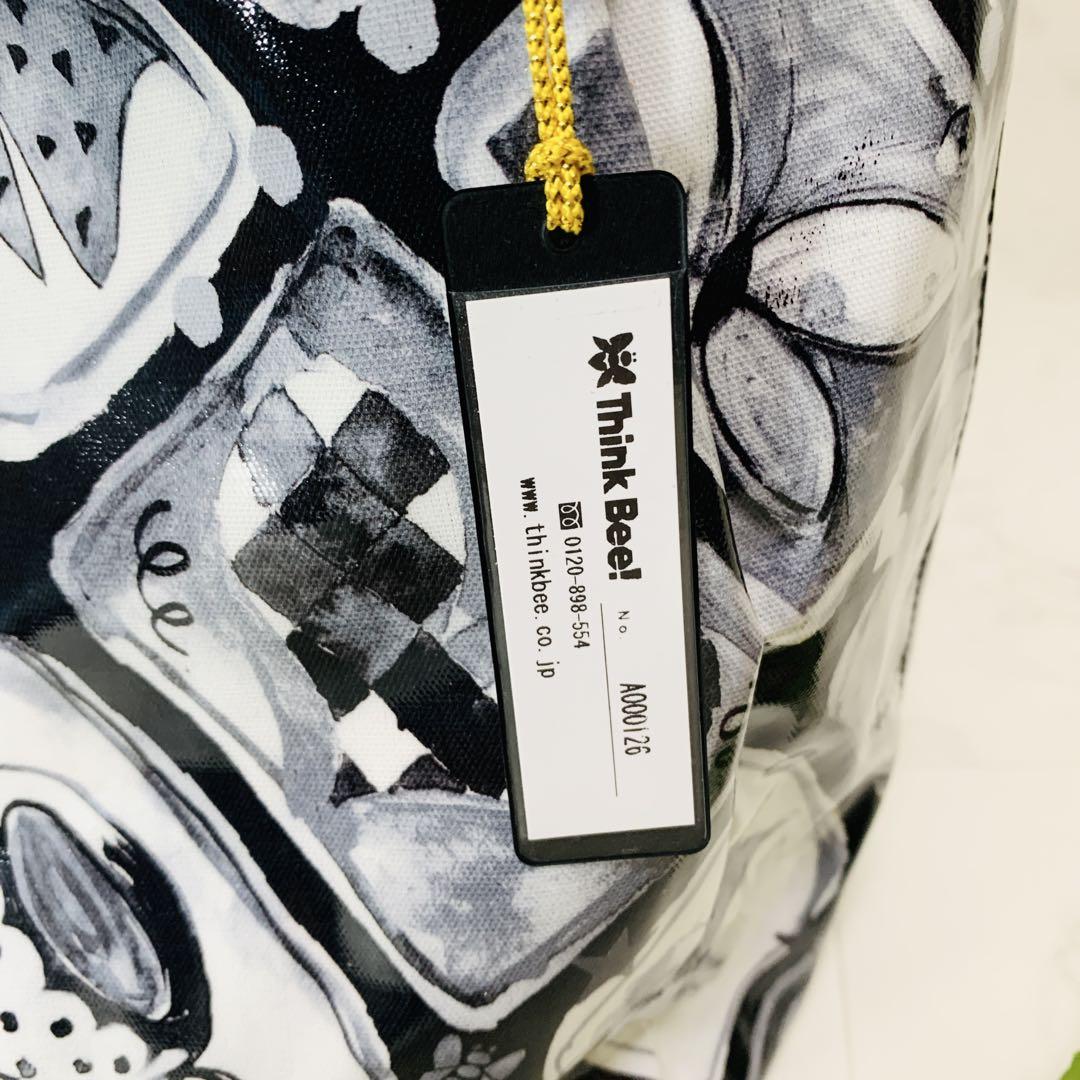 Think Bee!
No. A000126
0120-898-554
www.thinkbee.co.jp